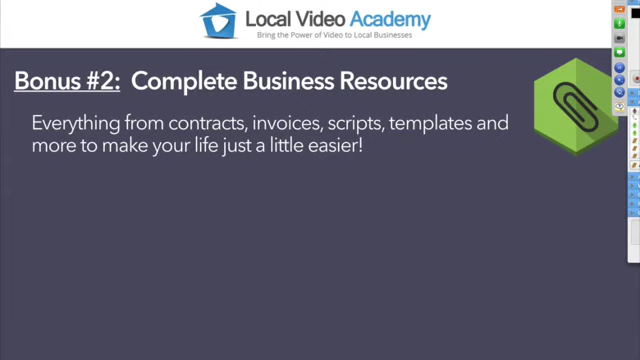 Local Video Academy
Bring the Power of Video to Local Businesses
Bonus #2: Complete Business Resources
Everything from contracts, invoices, scripts, templates and
more to make your life just a little easier!